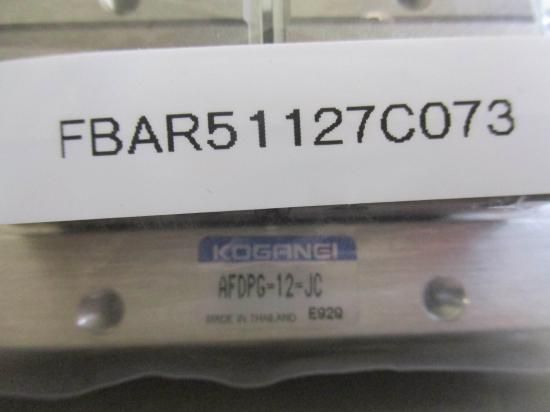 FBAR51127C073
KOGANEI
AFDPG=12=JC
MADE IN THAILAND E92Q